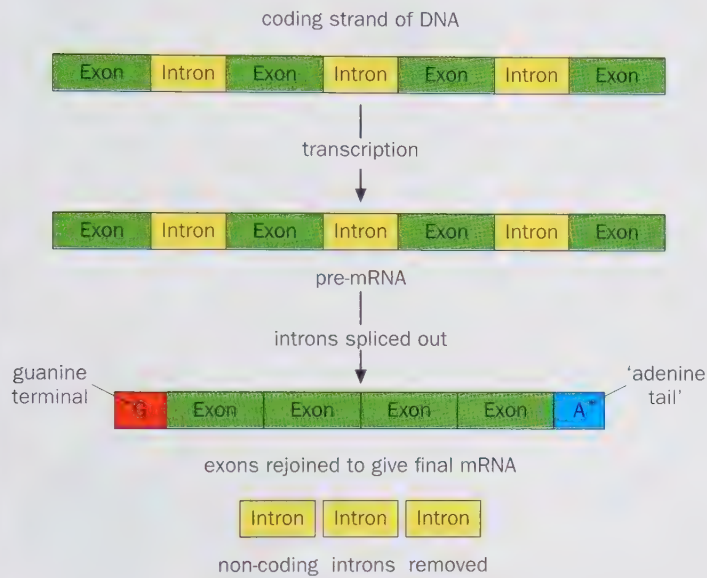 coding strand of DNA
Exon Intron Exon Intron Exon Intron Exon
transcription
Exon Intron Exon Intron Exon Intron Exon
pre-mRNA
introns spliced out
guanine
terminal
'adenine
tail'
G Exon Exon Exon Exon A
exons rejoined to give final mRNA
Intron Intron Intron
non-coding introns removed